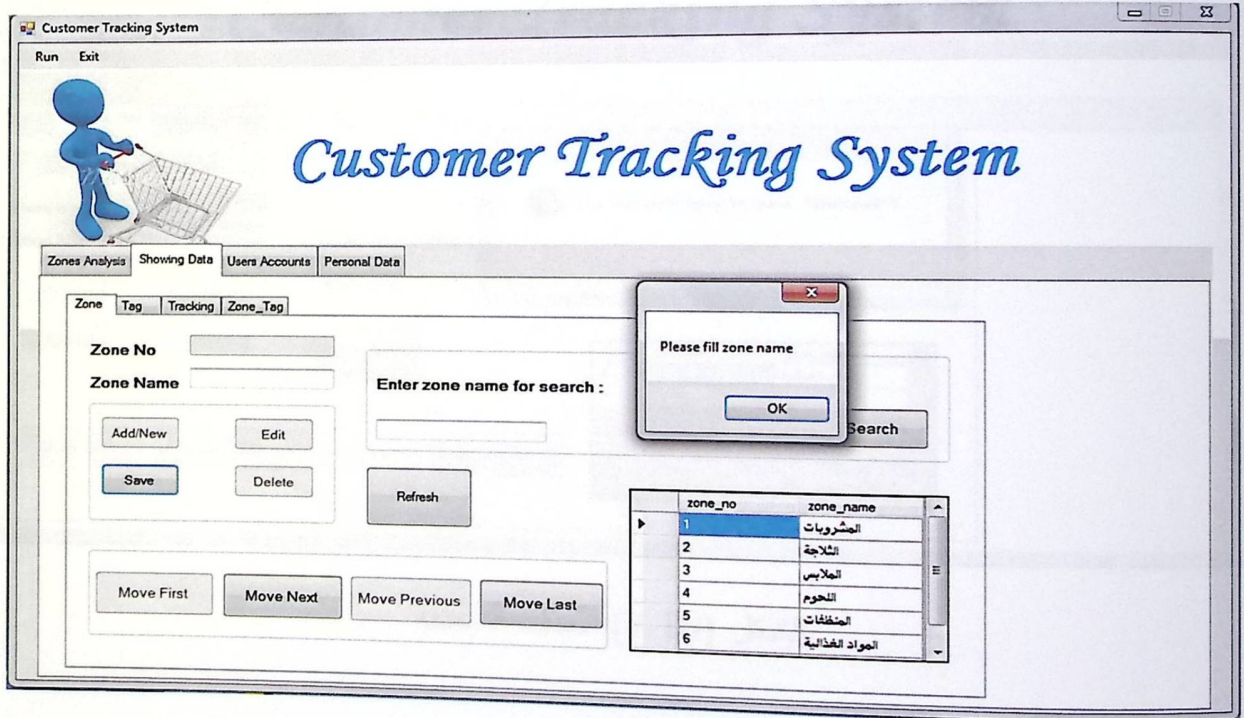 Customer Tracking System
Run Exit
Customer Tracking System
Zones Analysis Showing Data Users Accounts Personal Data
Zone Tag Tracking Zone_Tag
Zone No
Zone Name
Enter zone name for search :
Please fill zone name
OK
Add/New Edit
Search
Save Delete
Refresh
zone_no zone_name
1 المشروبات
2 الثلاجة
3 الملابس
4 اللحوم
5 المنظفات
6 المواد الغذائية
Move First Move Next Move Previous Move Last